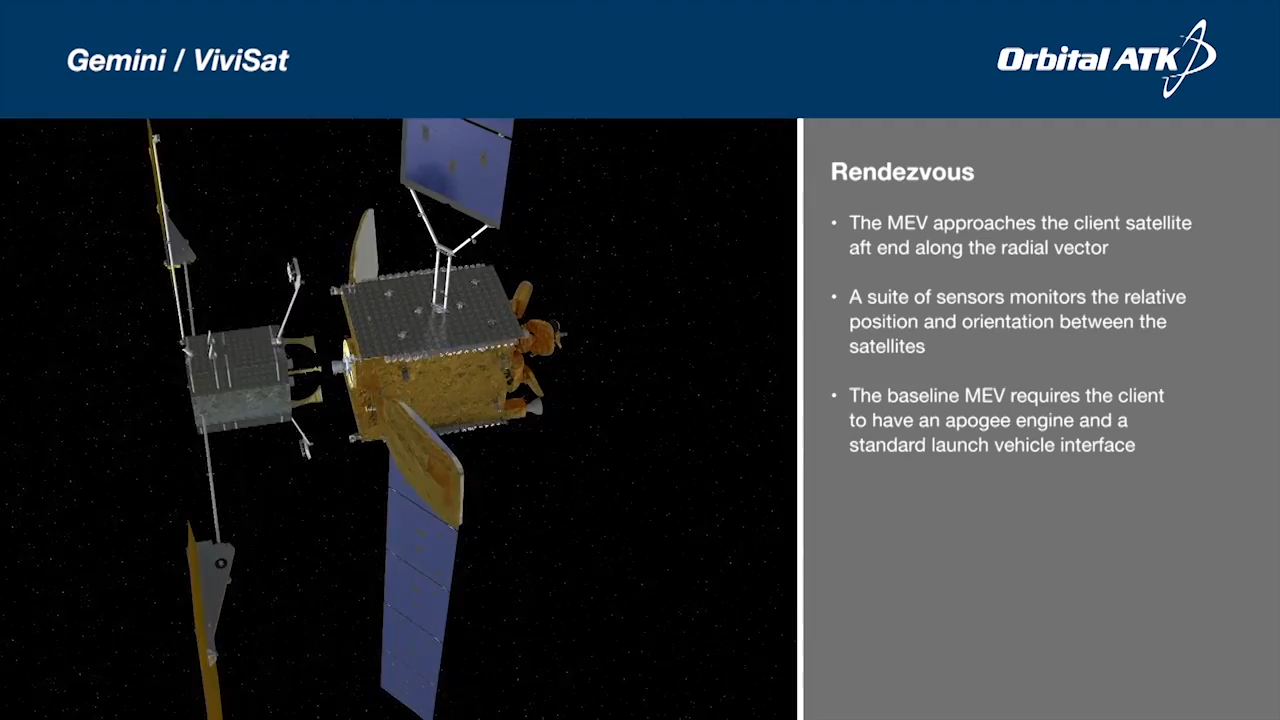 Gemini / ViviSat
Orbital ATK
Rendezvous
• The MEV approaches the client satellite
aft end along the radial vector
• A suite of sensors monitors the relative
position and orientation between the
satellites
• The baseline MEV requires the client
to have an apogee engine and a
standard launch vehicle interface